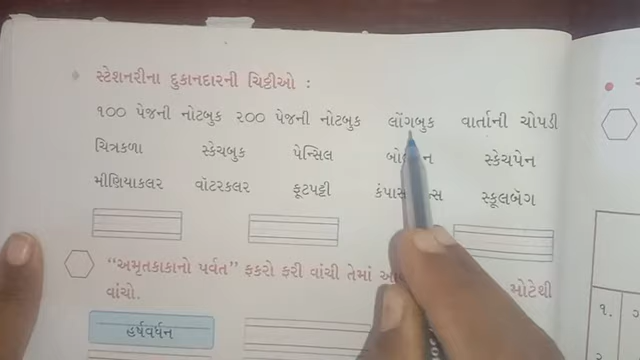 સ્ટેશનરીના દુકાનદારની ચિઠ્ઠીઓ :
૧૦૦ પેજની નોટબુક ૨૦૦ પેજની નોટબુક લોંગબુક વાર્તાની ચોપડી
ચિત્રકળા સ્કેચબુક પેન્સિલ સ્કેચપેન
મીણિયાકલર વૉટરકલર ફૂટપટ્ટી સ્કૂલબૅગ
“અમૃતકાકાનો પર્વત” ફકરો ફરી વાંચી તેમાં મોટેથી
વાંચો.
હર્ષવર્ધન
૧.